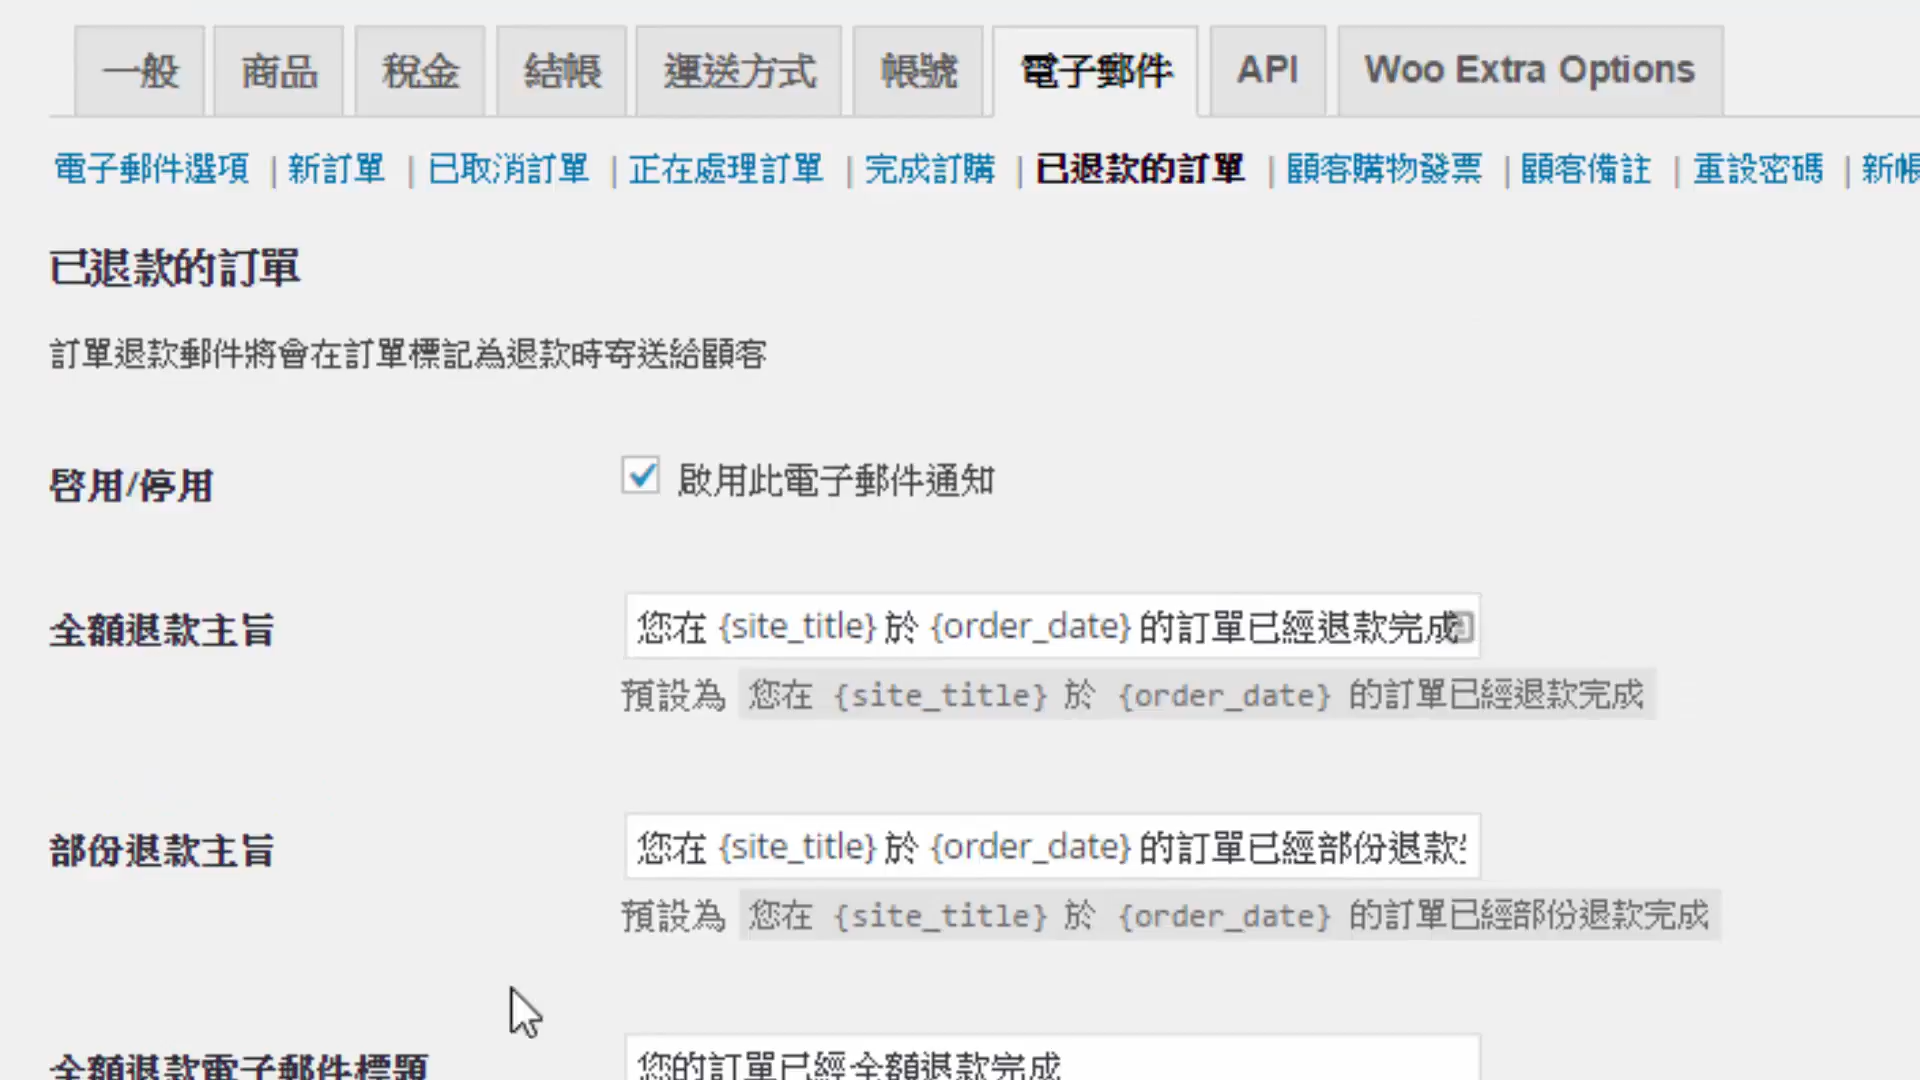 一般 商品 稅金 結帳 運送方式 帳號 電子郵件 API Woo Extra Options
電子郵件選項 | 新訂單 | 已取消訂單 | 正在處理訂單 | 完成訂購 | 已退款的訂單 | 顧客購物發票 | 顧客備註 | 重設密碼 | 新帳
已退款的訂單
訂單退款郵件將會在訂單標記為退款時寄送給顧客
啓用/停用 啟用此電子郵件通知
全額退款主旨 您在 {site_title} 於 {order_date} 的訂單已經退款完成
預設為 您在 {site_title} 於 {order_date} 的訂單已經退款完成
部份退款主旨 您在 {site_title} 於 {order_date} 的訂單已經部份退款
預設為 您在 {site_title} 於 {order_date} 的訂單已經部份退款完成
全額退款電子郵件標題 您的訂單已經全額退款完成